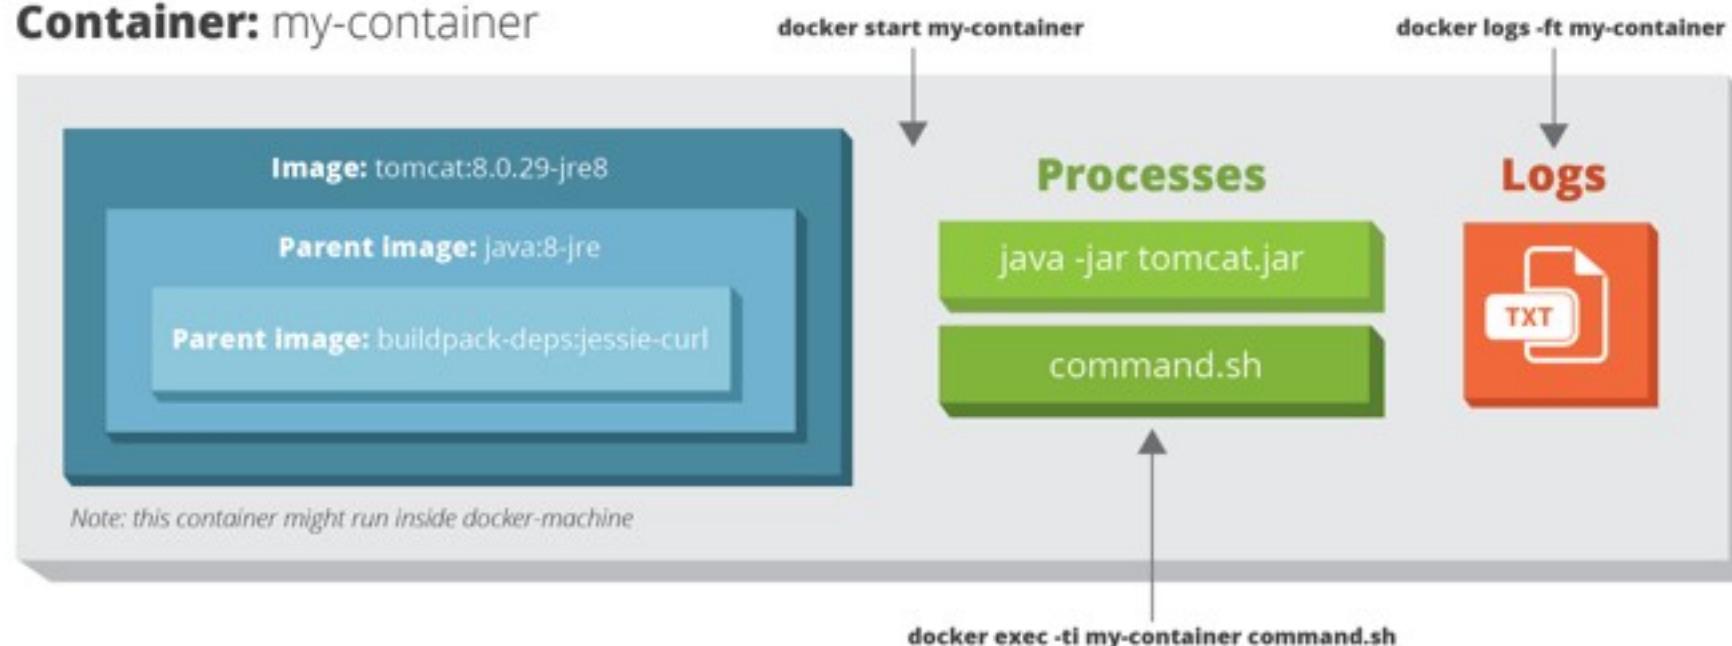 Container: my-container
docker start my-container
docker logs -ft my-container
Image: tomcat:8.0.29-jre8
Parent image: java:8-jre
Parent image: buildpack-deps:jessie-curl
Note: this container might run inside docker-machine
Processes
java -jar tomcat.jar
command.sh
Logs
TXT
docker exec -ti my-container command.sh